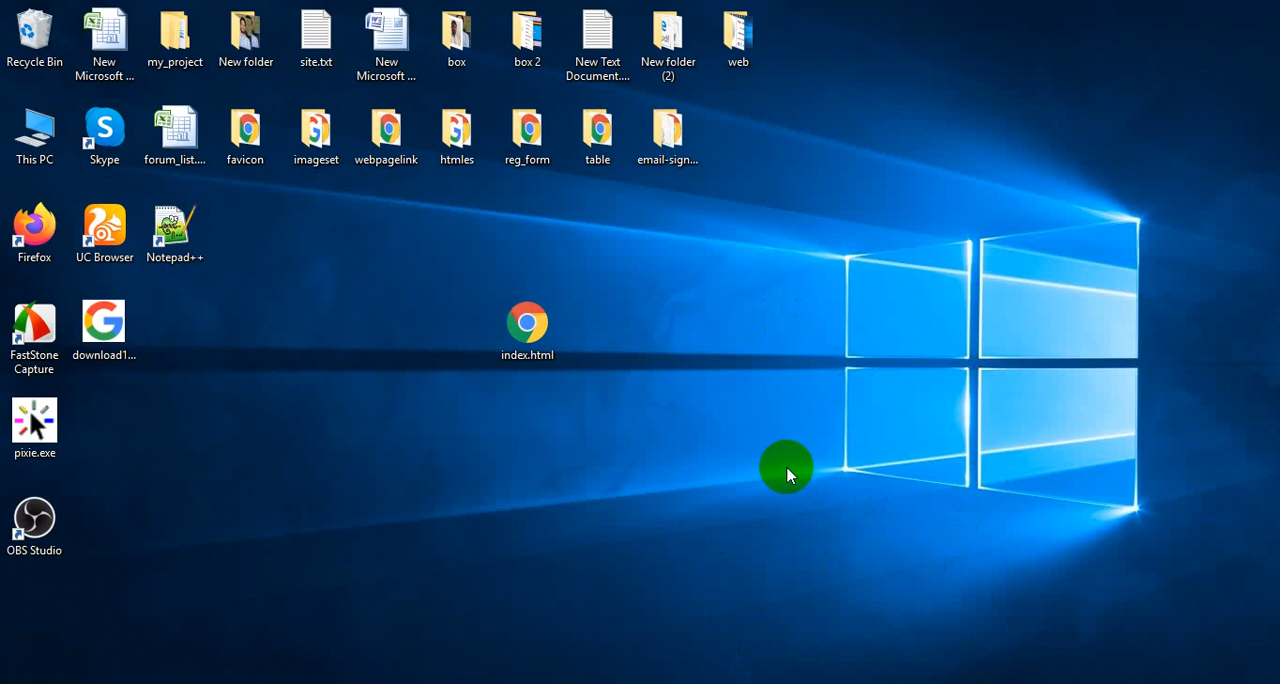 Recycle Bin
New
Microsoft ...
my_project
New folder
site.txt
New
Microsoft ...
box
box 2
New Text
Document....
New folder
(2)
web
This PC
Skype
forum_list....
favicon
imageset
webpagelink
htmles
reg_form
table
email-sign...
Firefox
UC Browser
Notepad++
FastStone
Capture
download1...
index.html
pixie.exe
OBS Studio